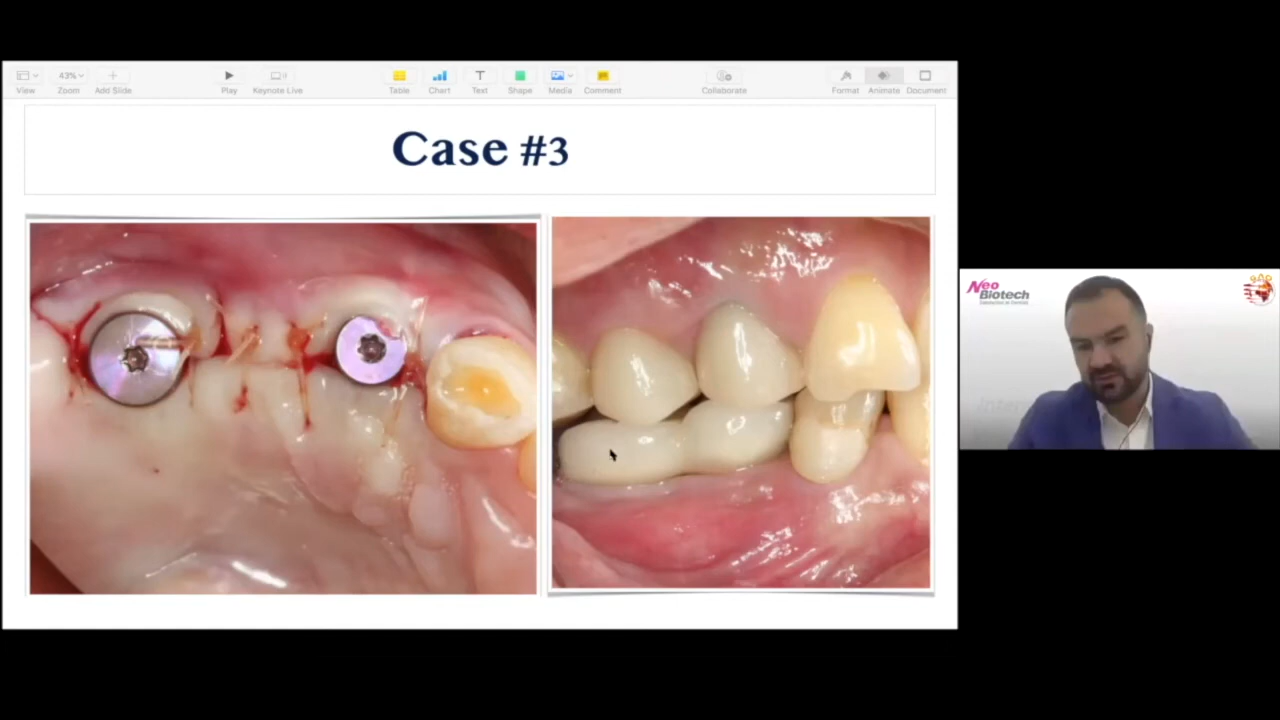 View
43%
Zoom
Add Slide
Play
Keynote Live
Table
Chart
Text
Shape
Media
Comment
Collaborate
Format
Animate
Document
Case #3
Neo
Biotech